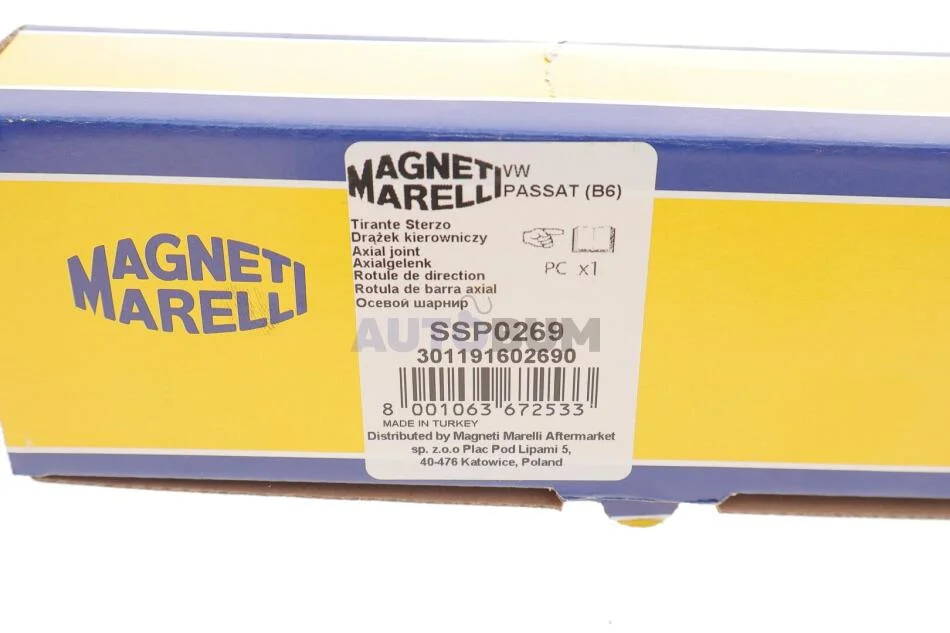 MAGNETI
MARELLI
MAGNETI
MARELLI
VW
PASSAT (B6)
Tirante Sterzo
Drążek kierowniczy
Axial joint
Axialgelenk
Rotule de direction
Rotula de barra axial
Осевой шарнир
PC x1
AUTOBUM
SSP0269
301191602690
8 001063 672533
MADE IN TURKEY
Distributed by Magneti Marelli Aftermarket
sp. z.o.o Plac Pod Lipami 5,
40-476 Katowice, Poland